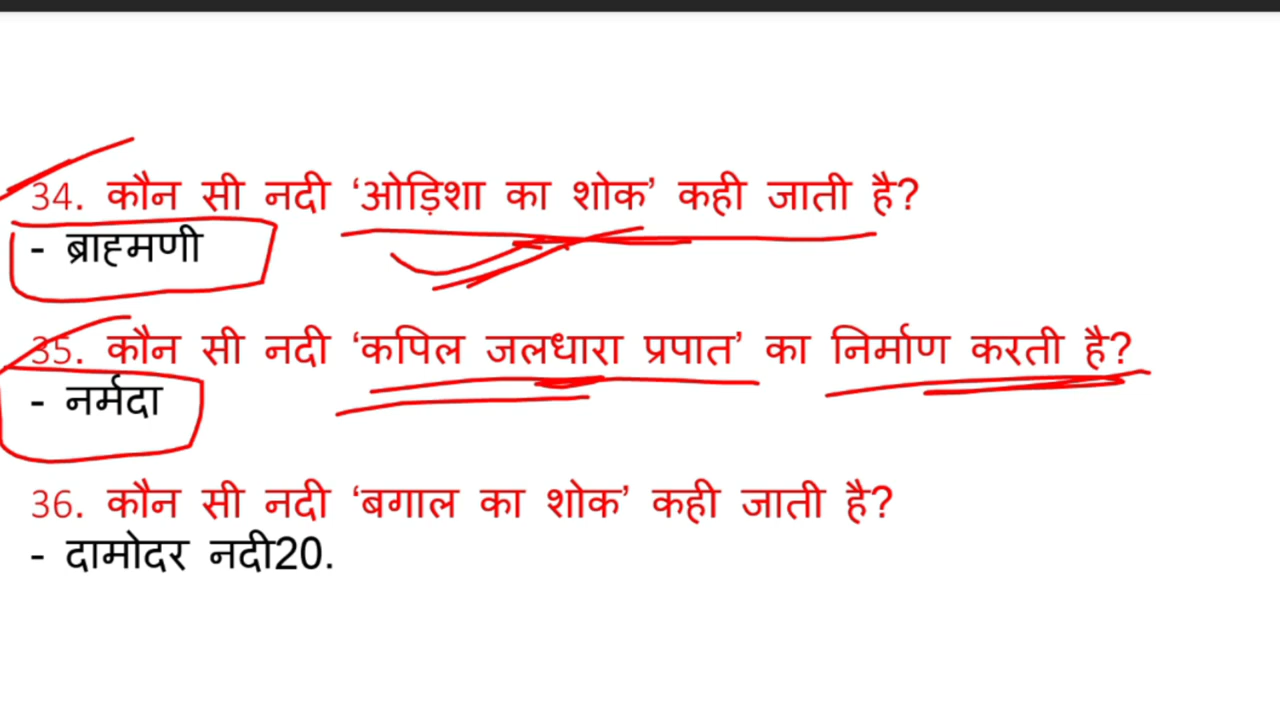 34. कौन सी नदी ‘ओड़िशा का शोक’ कही जाती है?
- ब्राह्मणी
35. कौन सी नदी ‘कपिल जलधारा प्रपात’ का निर्माण करती है?
- नर्मदा
36. कौन सी नदी ‘बगाल का शोक’ कही जाती है?
- दामोदर नदी20.